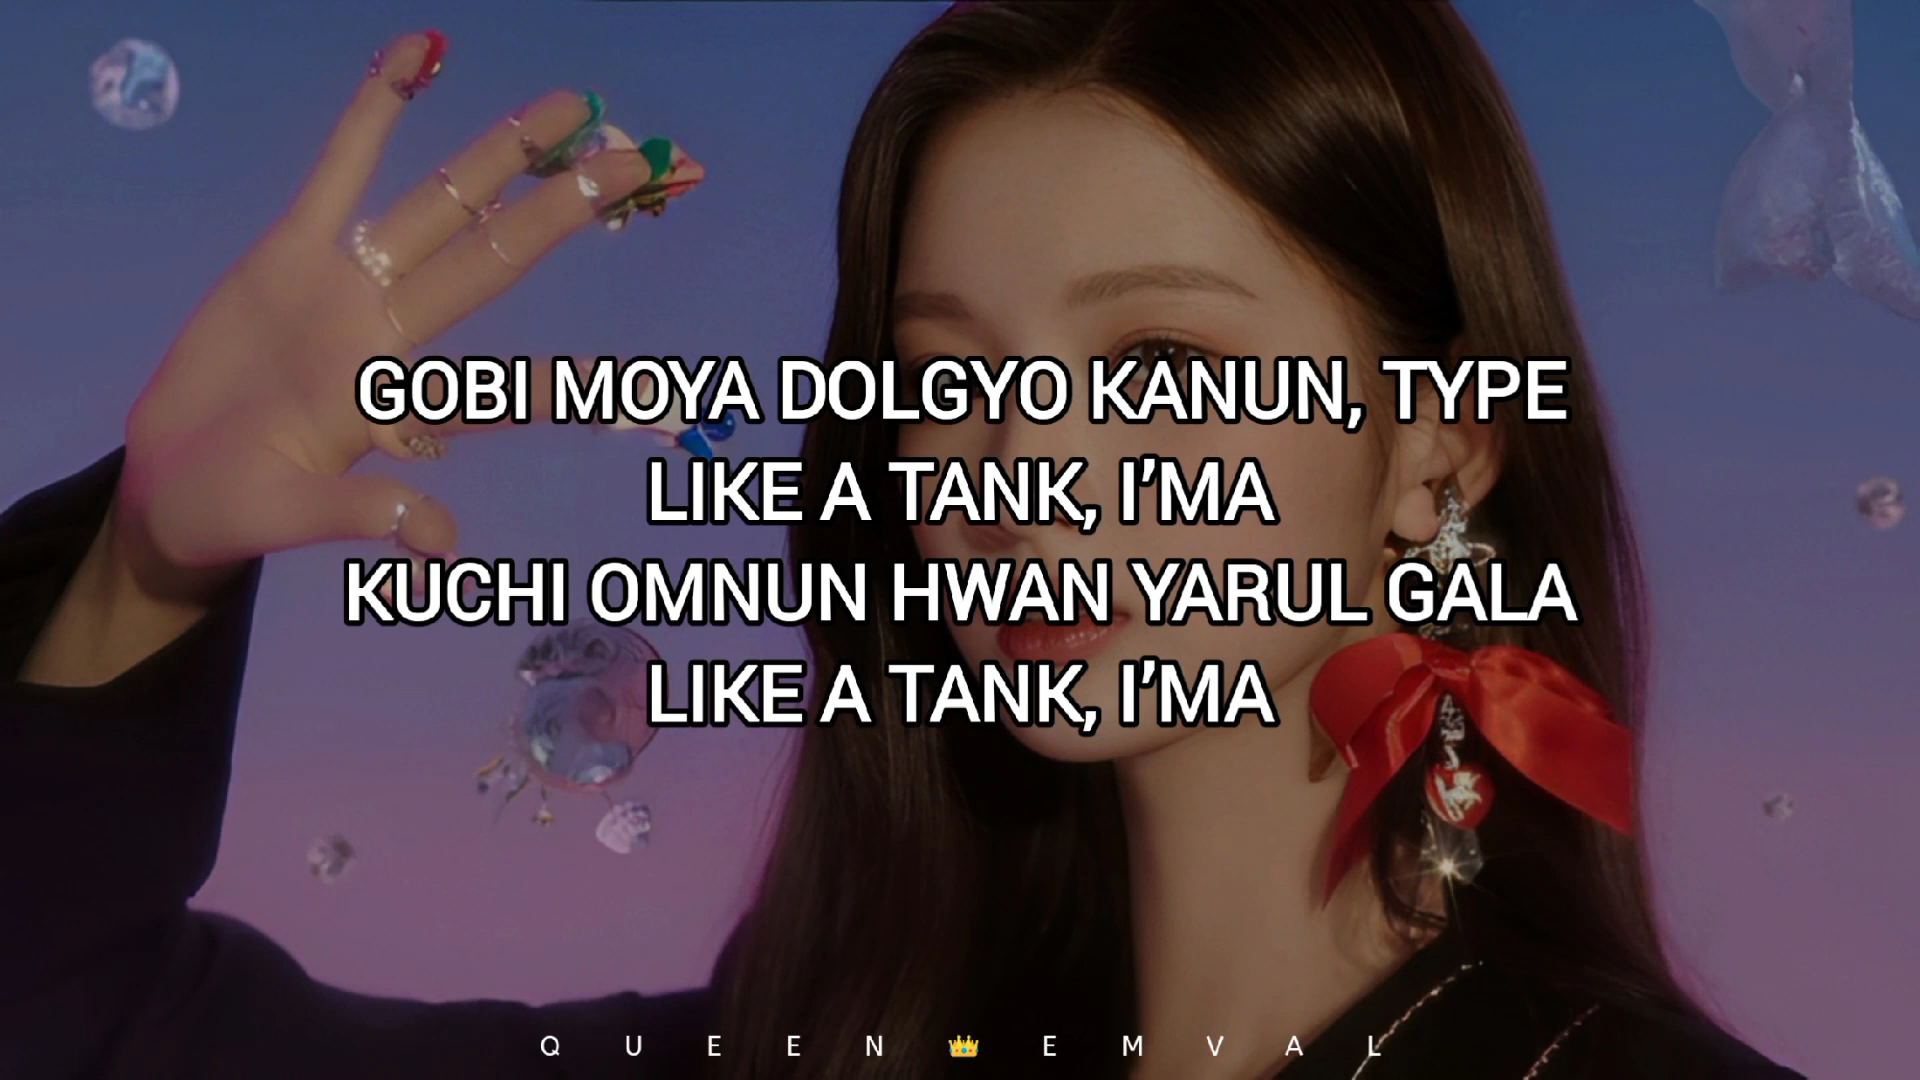 GOBI MOYA DOLGYO KANUN, TYPE
LIKE A TANK, I’MA
KUCHI OMNUN HWAN YARUL GALA
LIKE A TANK, I’MA
QUEEN👑EMVAL